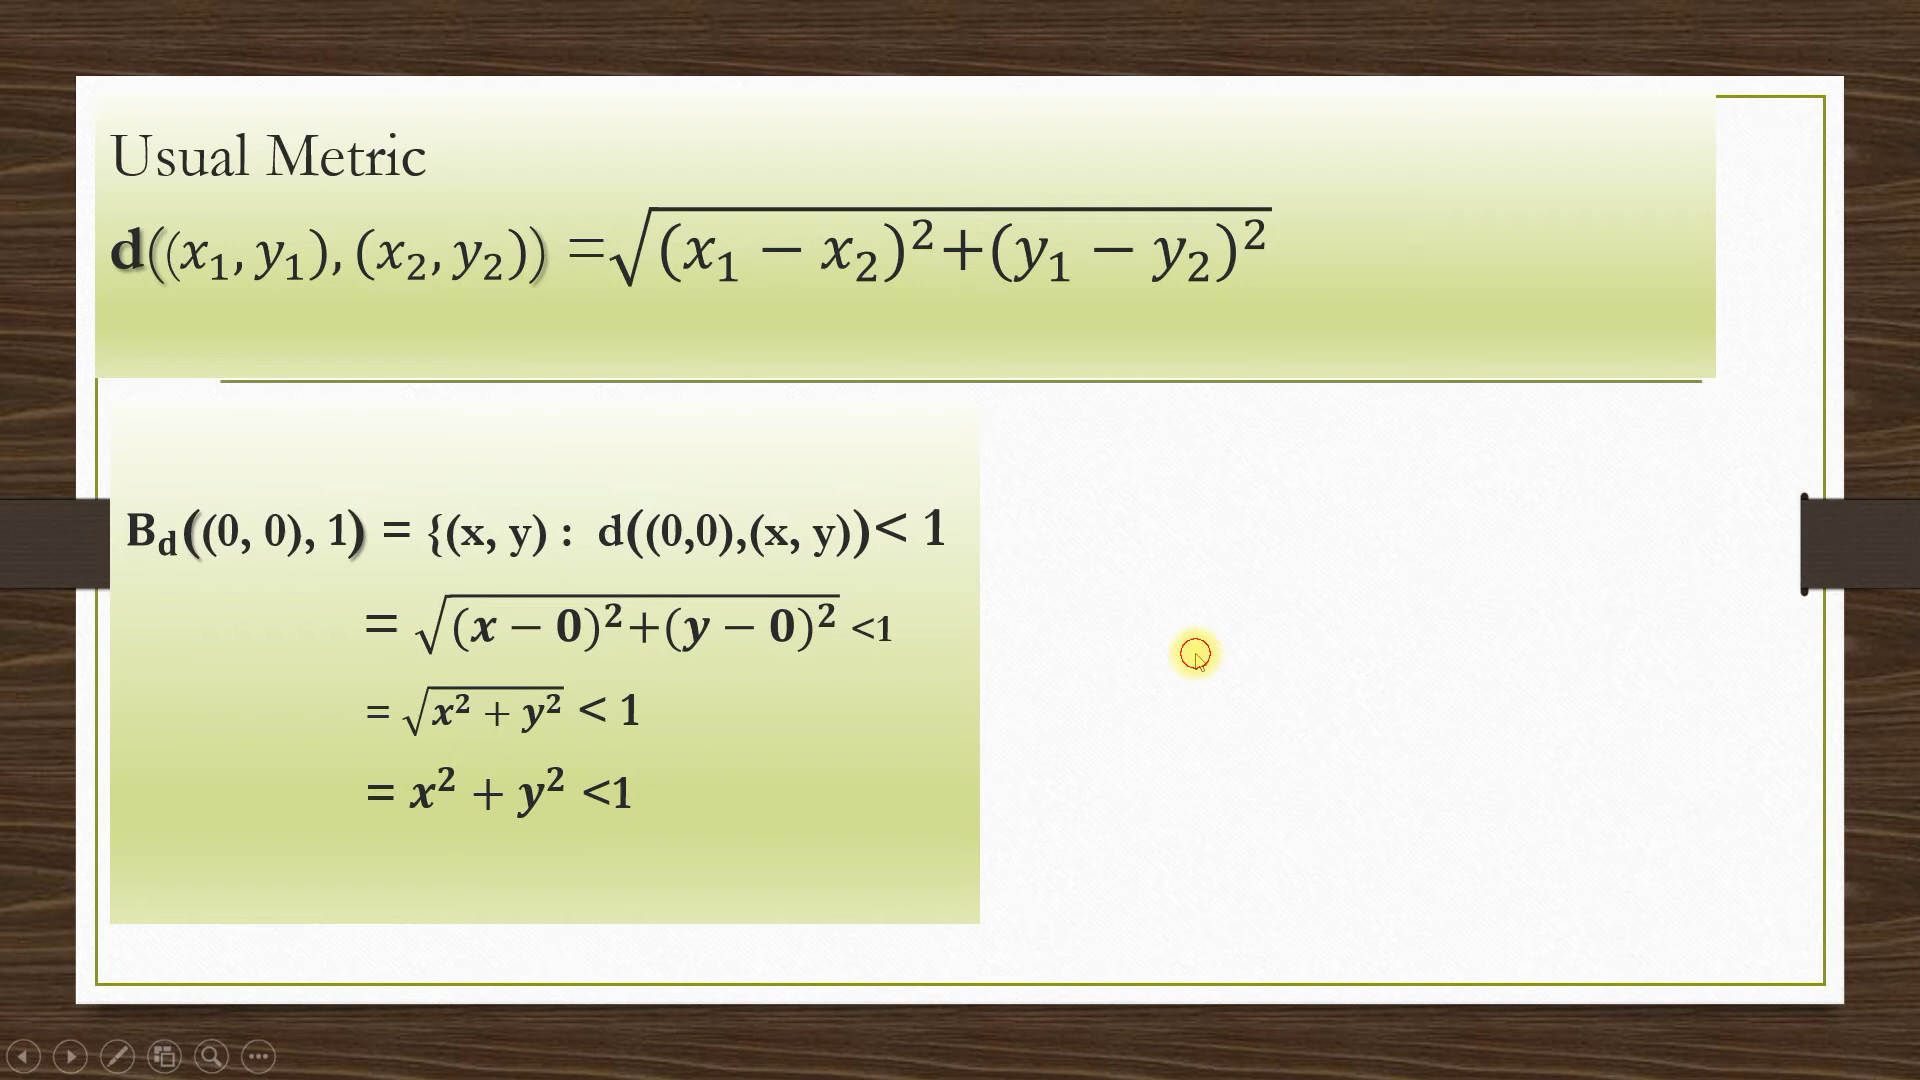 Usual Metric
d((x₁, y₁), (x₂, y₂)) =√(x₁ − x₂)²+(y₁ − y₂)²
B_d((0, 0), 1) = {(x, y) : d((0,0),(x, y))< 1
= √(x − 0)²+(y − 0)² <1
= √x² + y² < 1
= x² + y² <1